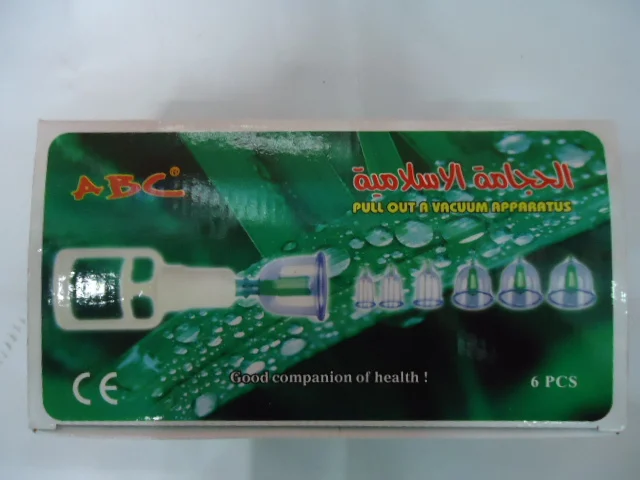 ABC®
الحجامة الاسلامية
PULL OUT A VACUUM APPARATUS
Good companion of health !
6 PCS
CE